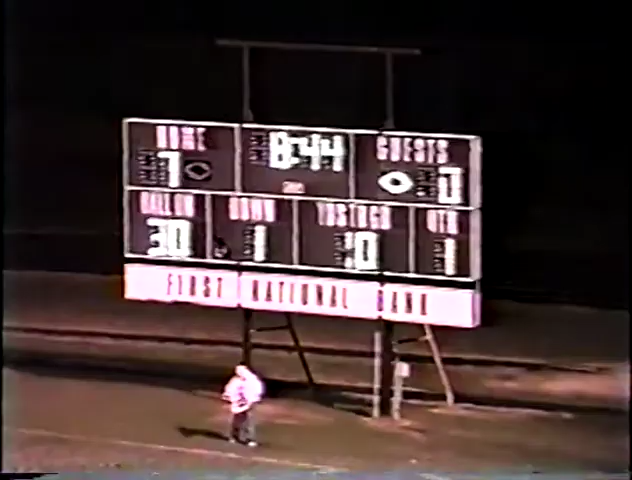 HOME 8:44 GUESTS
7 0
BALL ON DOWN YDS TO GO QTR
30 1 10 1
FIRST NATIONAL BANK